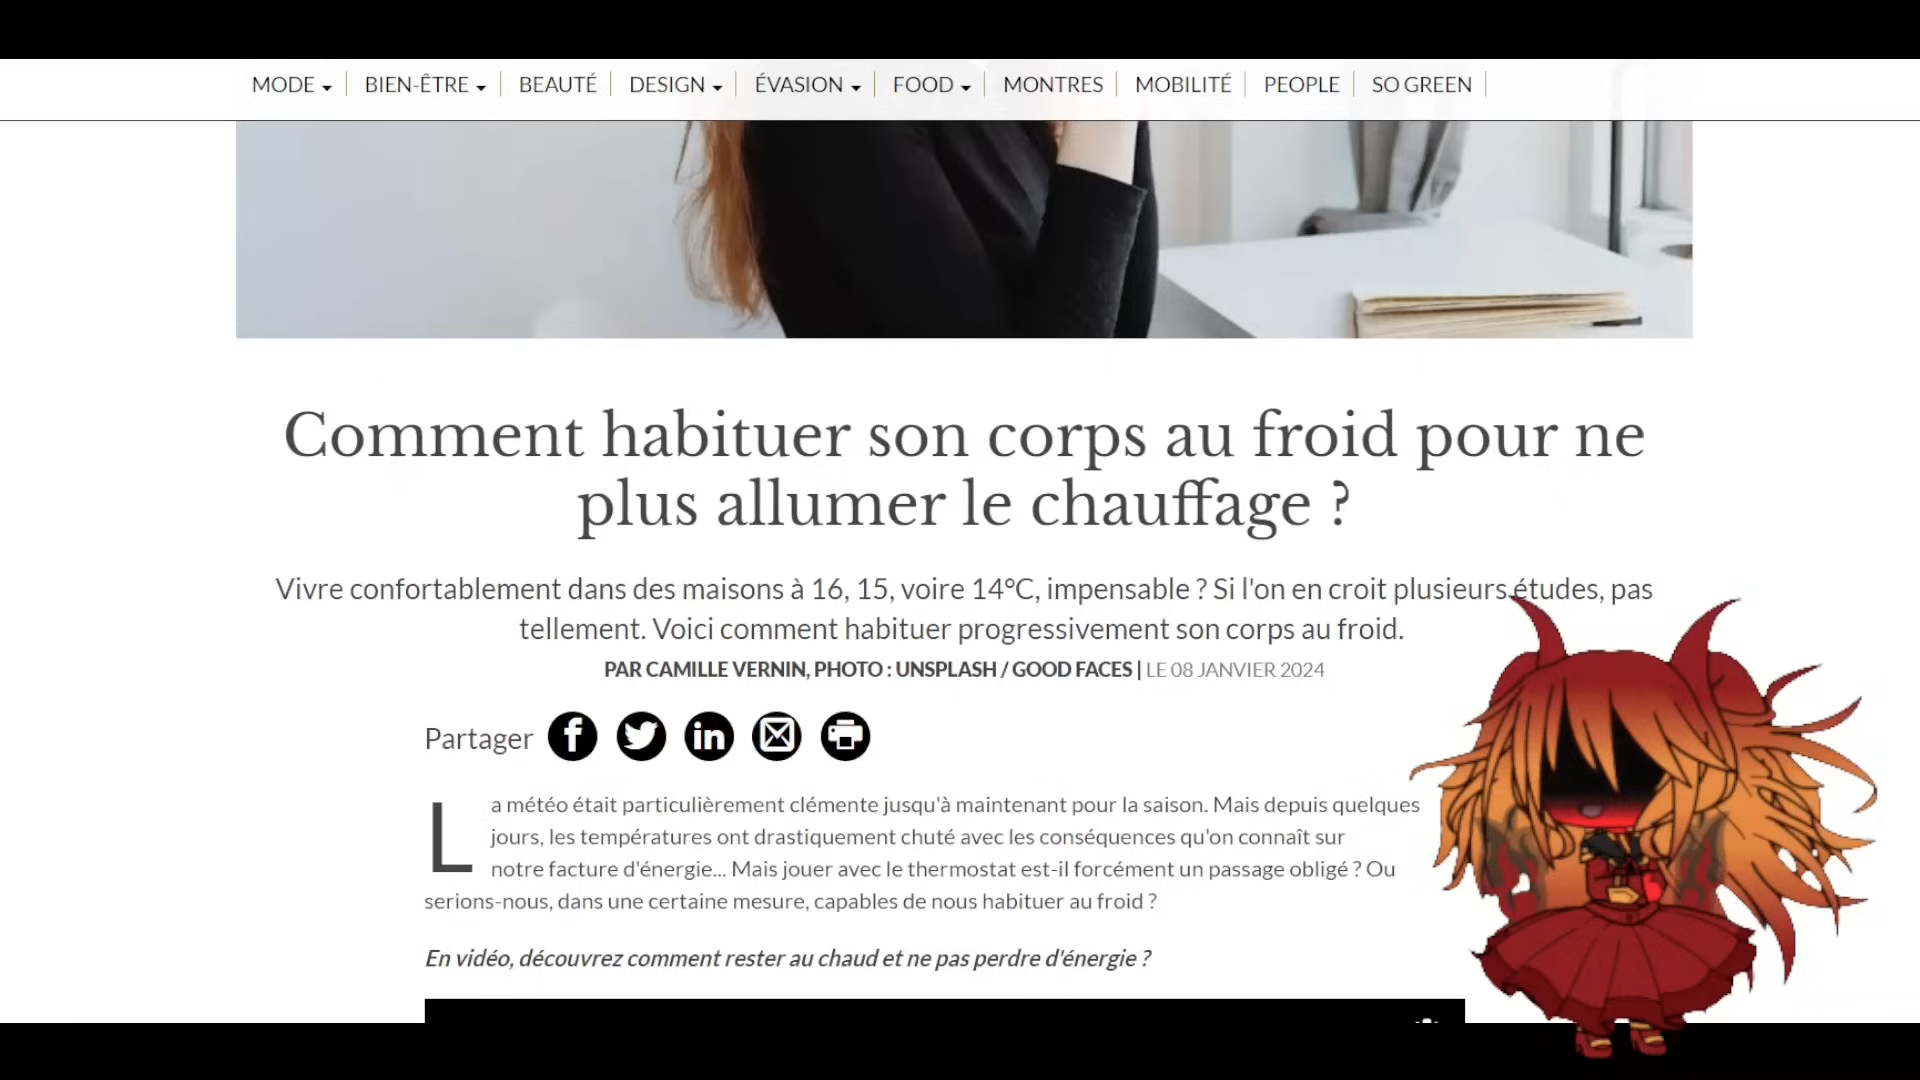 MODE BIEN-ÊTRE BEAUTÉ DESIGN ÉVASION FOOD MONTRES MOBILITÉ PEOPLE SO GREEN
Comment habituer son corps au froid pour ne
plus allumer le chauffage ?
Vivre confortablement dans des maisons à 16, 15, voire 14°C, impensable ? Si l'on en croit plusieurs études, pas
tellement. Voici comment habituer progressivement son corps au froid.
PAR CAMILLE VERNIN, PHOTO : UNSPLASH / GOOD FACES | LE 08 JANVIER 2024
Partager
La météo était particulièrement clémente jusqu'à maintenant pour la saison. Mais depuis quelques
jours, les températures ont drastiquement chuté avec les conséquences qu'on connaît sur
notre facture d'énergie... Mais jouer avec le thermostat est-il forcément un passage obligé ? Ou
serions-nous, dans une certaine mesure, capables de nous habituer au froid ?
En vidéo, découvrez comment rester au chaud et ne pas perdre d'énergie ?